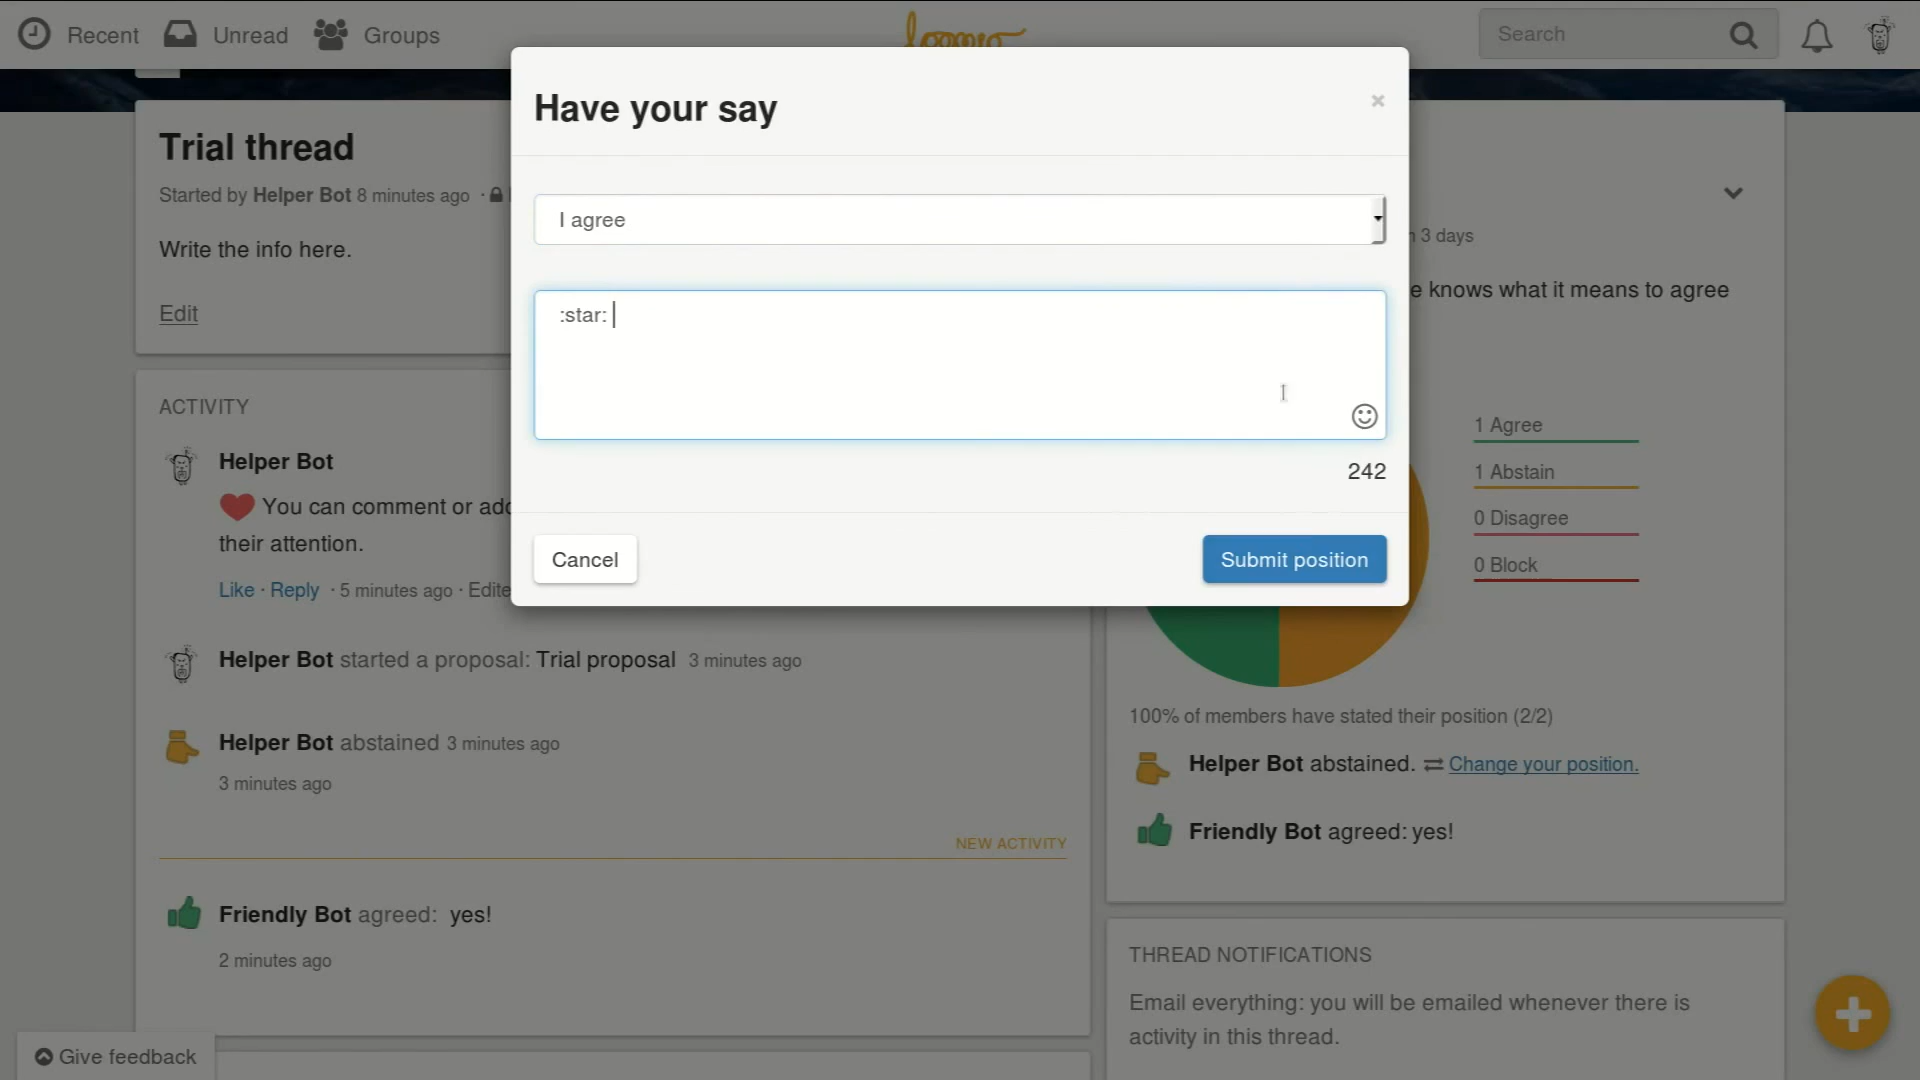 Recent Unread Groups
loomio
Search
Have your say
×
I agree
:star:
242
Cancel Submit position
Trial thread
Started by Helper Bot 8 minutes ago ·
Write the info here.
Edit
ACTIVITY
Helper Bot
You can comment or add
their attention.
Like · Reply · 5 minutes ago · Edite
Helper Bot started a proposal: Trial proposal 3 minutes ago
Helper Bot abstained 3 minutes ago
3 minutes ago
NEW ACTIVITY
Friendly Bot agreed: yes!
2 minutes ago
Give feedback
3 days
e knows what it means to agree
1 Agree
1 Abstain
0 Disagree
0 Block
100% of members have stated their position (2/2)
Helper Bot abstained. Change your position.
Friendly Bot agreed: yes!
THREAD NOTIFICATIONS
Email everything: you will be emailed whenever there is
activity in this thread.